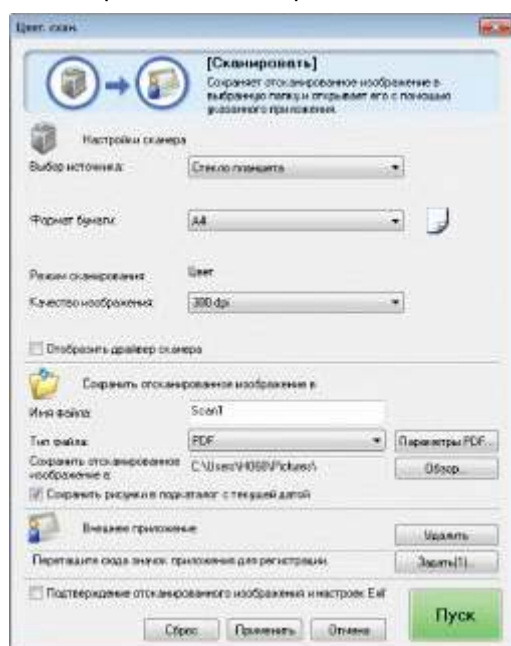 Цвет. скан.
[Сканировать]
Сохраняет отсканированное изображение в
выбранную папку и открывает его с помощью
указанного приложения.
Настройки сканера
Выбор источника: Стекло планшета
Формат бумаги: A4
Режим сканирования: Цвет
Качество изображения: 300 dpi
Отобразить драйвер сканера
Сохранить отсканированное изображение в
Имя файла: Scan1
Тип файла: PDF Параметры PDF...
Сохранить отсканированное C:\Users\ \Pictures\ Обзор...
изображение в:
Сохранить рисунки в подкаталог с текущей датой
Внешнее приложение Удалить
Перетащите сюда значок приложения для регистрации. Задать(1)...
Подтверждение отсканированного изображения и настроек Exif
Сброс Применить Отмена Пуск